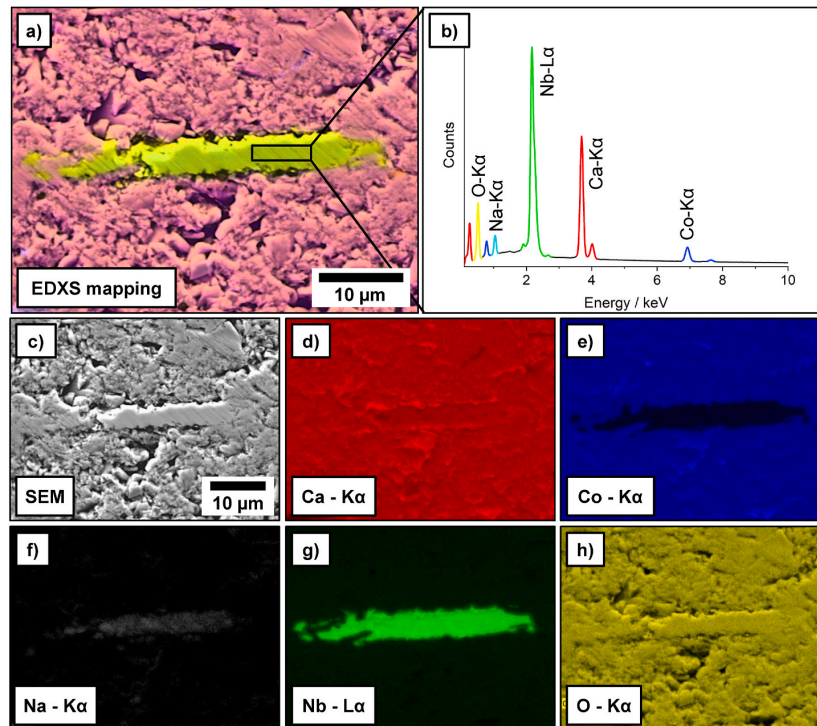 a)
EDXS mapping
10 µm
b)
Counts
O-Kα
Na-Kα
Nb-Lα
Ca-Kα
Co-Kα
2 4 6 8 10
Energy / keV
c)
SEM
10 µm
d)
Ca - Kα
e)
Co - Kα
f)
Na - Kα
g)
Nb - Lα
h)
O - Kα